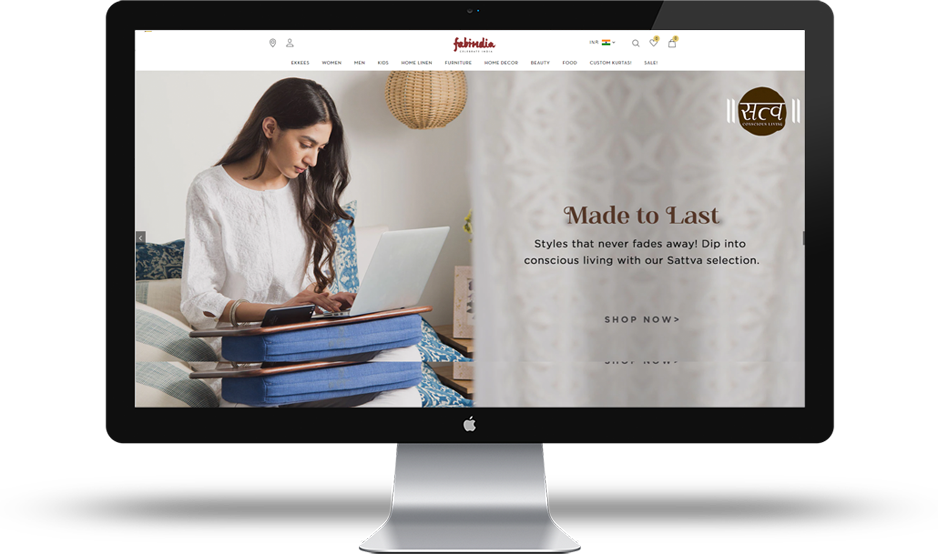 fabindia
CELEBRATE INDIA
INR
EKKEES WOMEN MEN KIDS HOME LINEN FURNITURE HOME DECOR BEAUTY FOOD CUSTOM KURTAS! SALE!
सत्व
CONSCIOUS LIVING
Made to Last
Styles that never fades away! Dip into
conscious living with our Sattva selection.
SHOP NOW>
SHOP NOW>